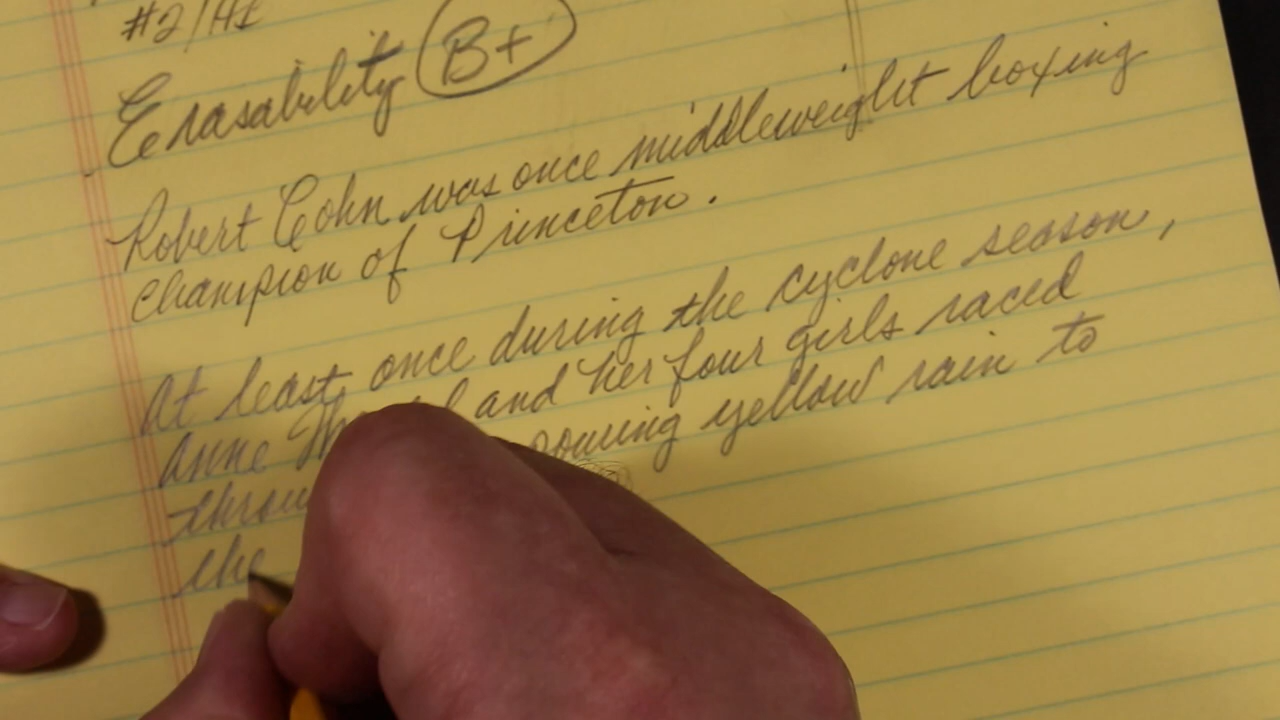 #2/HB
Erasability B+
Robert Cohn was once middleweight boxing
champion of Princeton.
At least once during the cyclone season,
Anne and her four girls raced
pouring yellow rain to
the